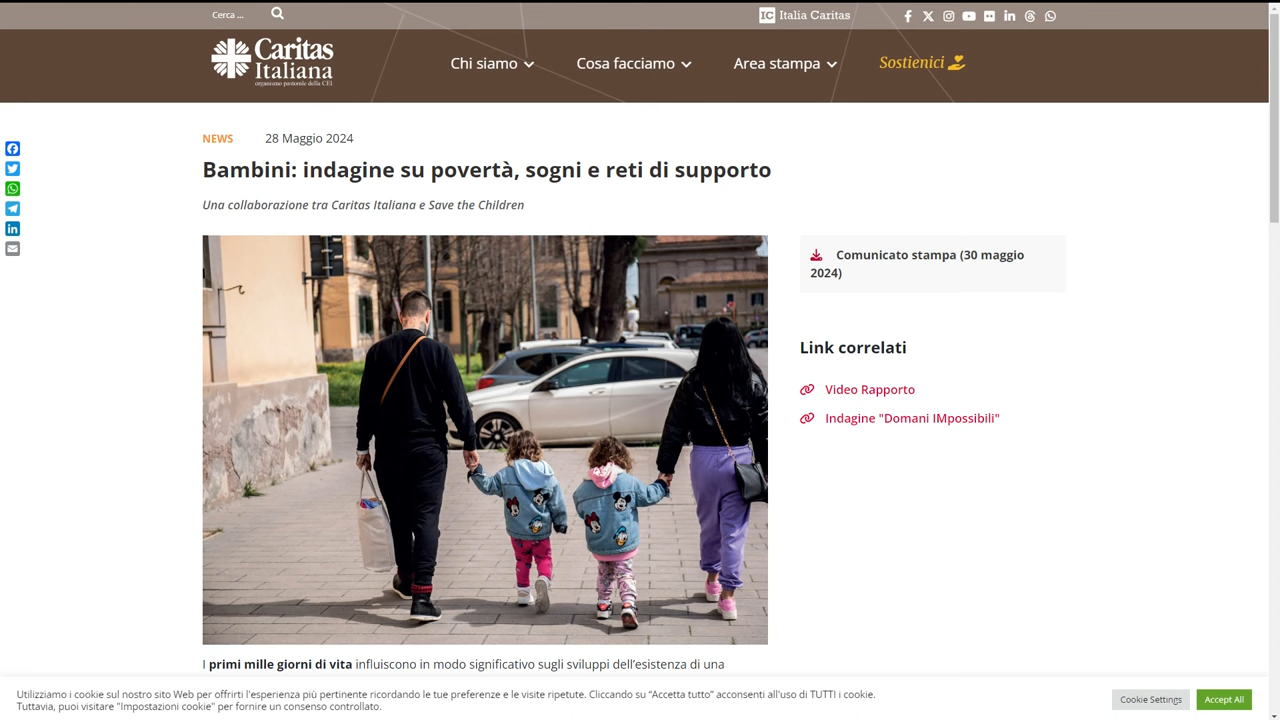 Cerca ...
IC Italia Caritas
Caritas
Italiana
organismo pastorale della CEI
Chi siamo
Cosa facciamo
Area stampa
Sostienici
NEWS 28 Maggio 2024
Bambini: indagine su povertà, sogni e reti di supporto
Una collaborazione tra Caritas Italiana e Save the Children
Comunicato stampa (30 maggio
2024)
Link correlati
Video Rapporto
Indagine "Domani IMpossibili"
I primi mille giorni di vita influiscono in modo significativo sugli sviluppi dell’esistenza di una
Utilizziamo i cookie sul nostro sito Web per offrirti l'esperienza più pertinente ricordando le tue preferenze e le visite ripetute. Cliccando su “Accetta tutto” acconsenti all'uso di TUTTI i cookie.
Tuttavia, puoi visitare "Impostazioni cookie" per fornire un consenso controllato.
Cookie Settings
Accept All